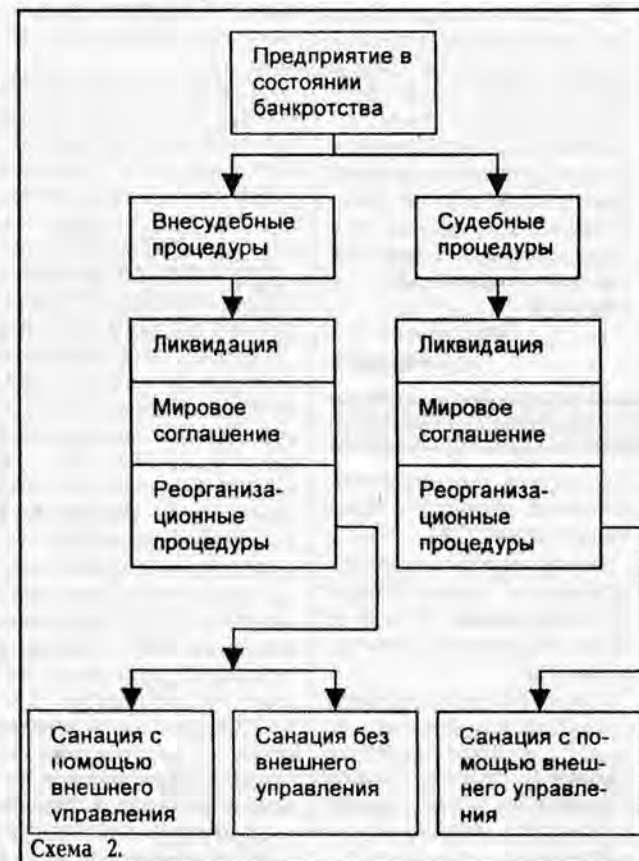 Предприятие в
состоянии
банкротства
Внесудебные
процедуры
Судебные
процедуры
Ликвидация
Мировое
соглашение
Реорганиза-
ционные
процедуры
Ликвидация
Мировое
соглашение
Реорганиза-
ционные
процедуры
Санация с
помощью
внешнего
управления
Санация без
внешнего
управления
Санация с по-
мощью внеш-
него управле-
ния
Схема 2.